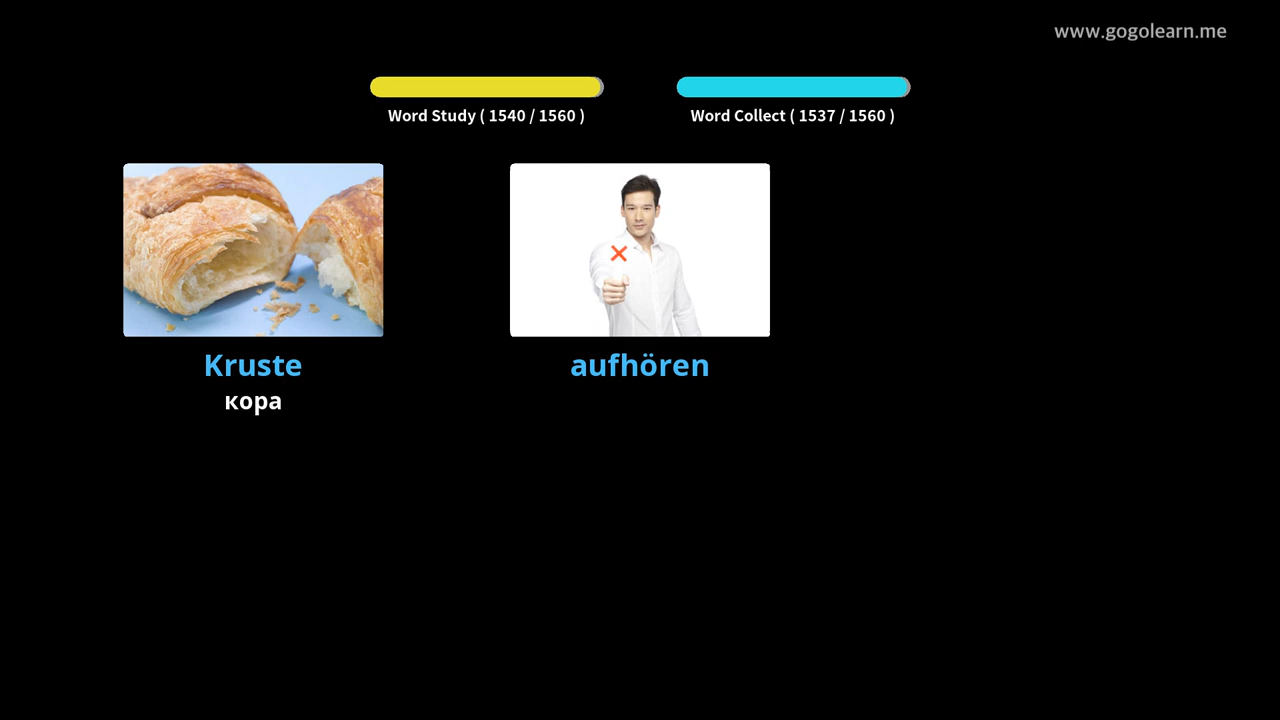 www.gogolearn.me
Word Study ( 1540 / 1560 )
Word Collect ( 1537 / 1560 )
Kruste
кора
aufhören